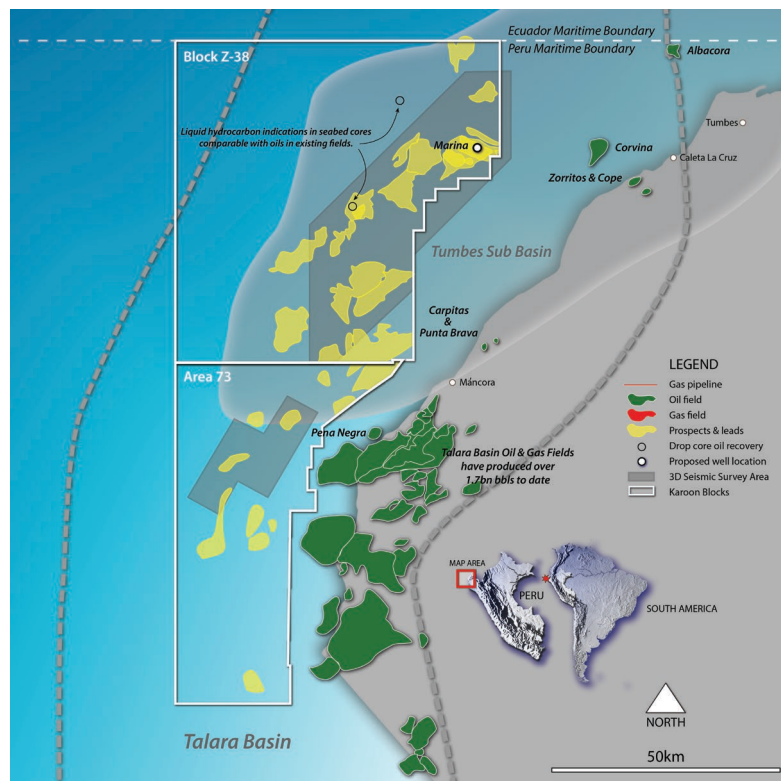 Ecuador Maritime Boundary
Peru Maritime Boundary
Block Z-38
Albacora
Liquid hydrocarbon indications in seabed cores
comparable with oils in existing fields.
Marina
Tumbes
Corvina
Caleta La Cruz
Zorritos & Cope
Tumbes Sub Basin
Carpitas
&
Punta Brava
Area 73
Máncora
Pena Negra
Talara Basin Oil & Gas Fields
have produced over
1.7bn bbls to date
LEGEND
Gas pipeline
Oil field
Gas field
Prospects & leads
Drop core oil recovery
Proposed well location
3D Seismic Survey Area
Karoon Blocks
MAP AREA
PERU
SOUTH AMERICA
NORTH
Talara Basin
50km